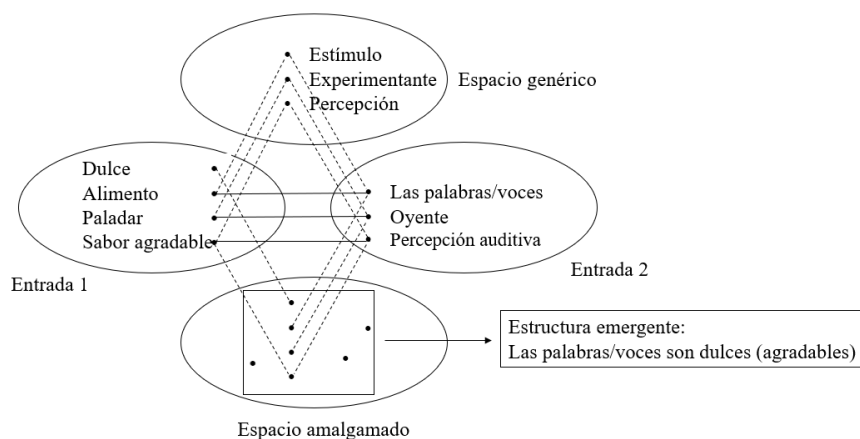 Estímulo
Experimentante
Percepción
Espacio genérico
Dulce
Alimento
Paladar
Sabor agradable
Entrada 1
Las palabras/voces
Oyente
Percepción auditiva
Entrada 2
Estructura emergente:
Las palabras/voces son dulces (agradables)
Espacio amalgamado